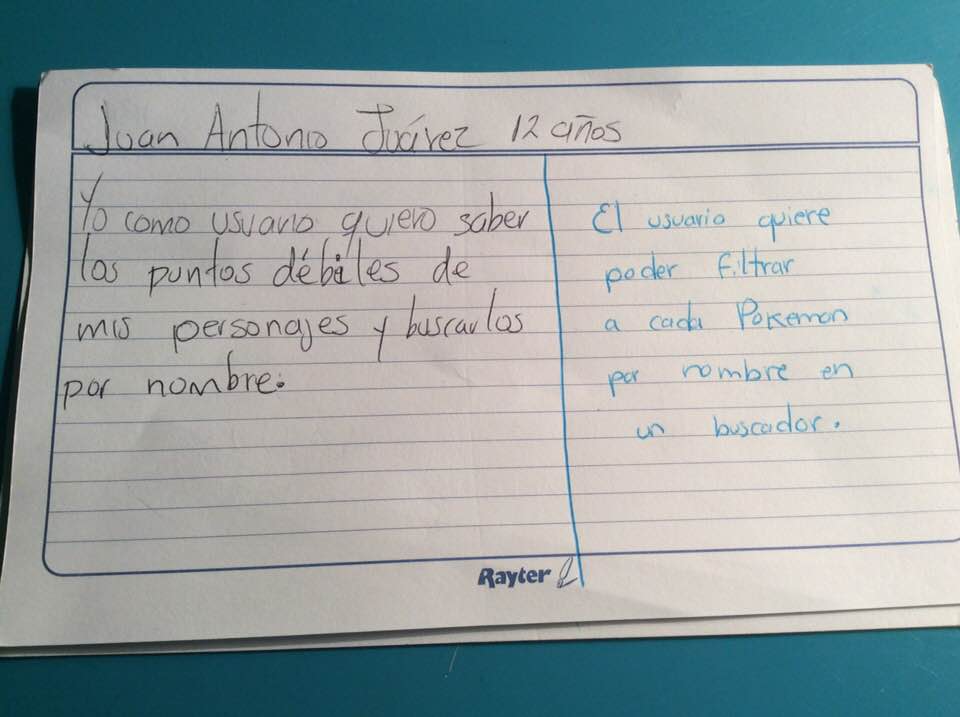 Juan Antonio Juárez 12 años
Yo como usuario quiero saber
los puntos débiles de
mis personajes y buscarlos
por nombre.
El usuario quiere
poder filtrar
a cada Pokemon
por nombre en
un buscador.
Rayter